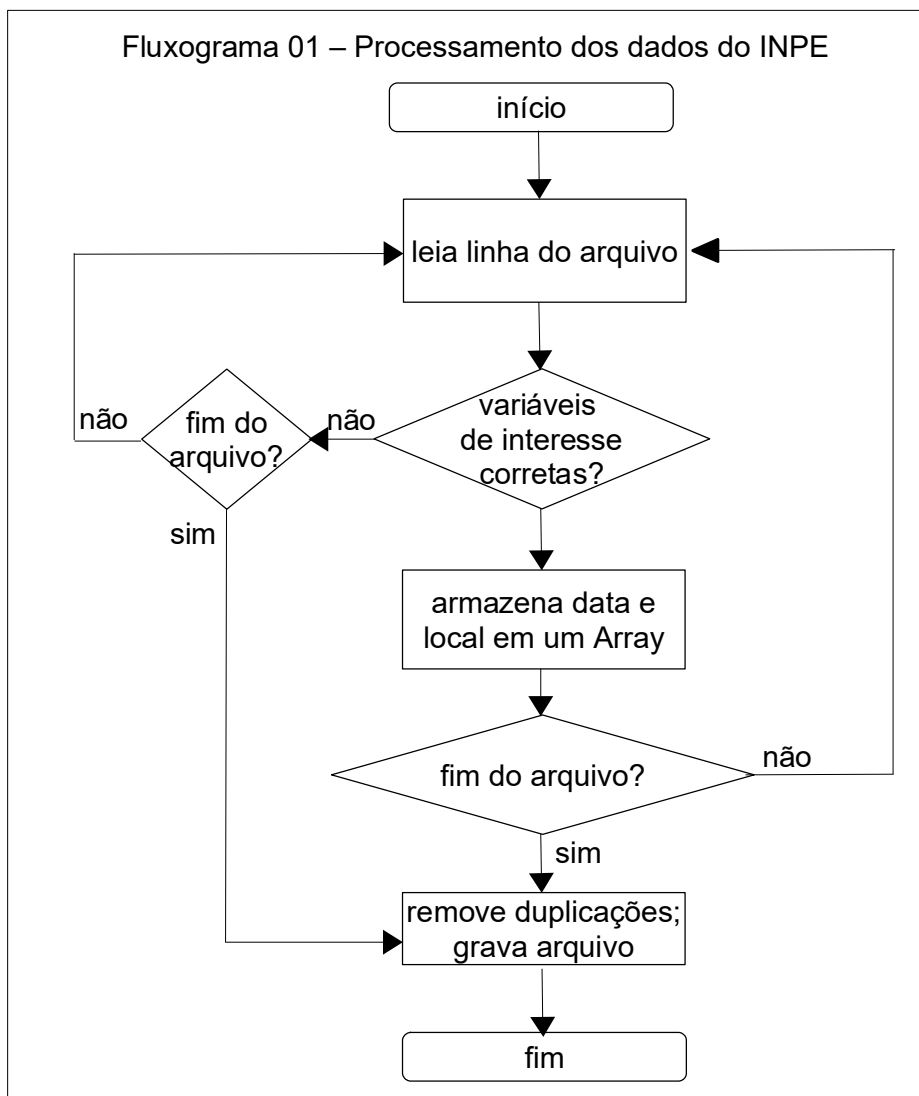 Fluxograma 01 – Processamento dos dados do INPE
início
leia linha do arquivo
variáveis
de interesse
corretas?
não
fim do
arquivo?
não
sim
armazena data e
local em um Array
fim do arquivo?
não
sim
remove duplicações;
grava arquivo
fim